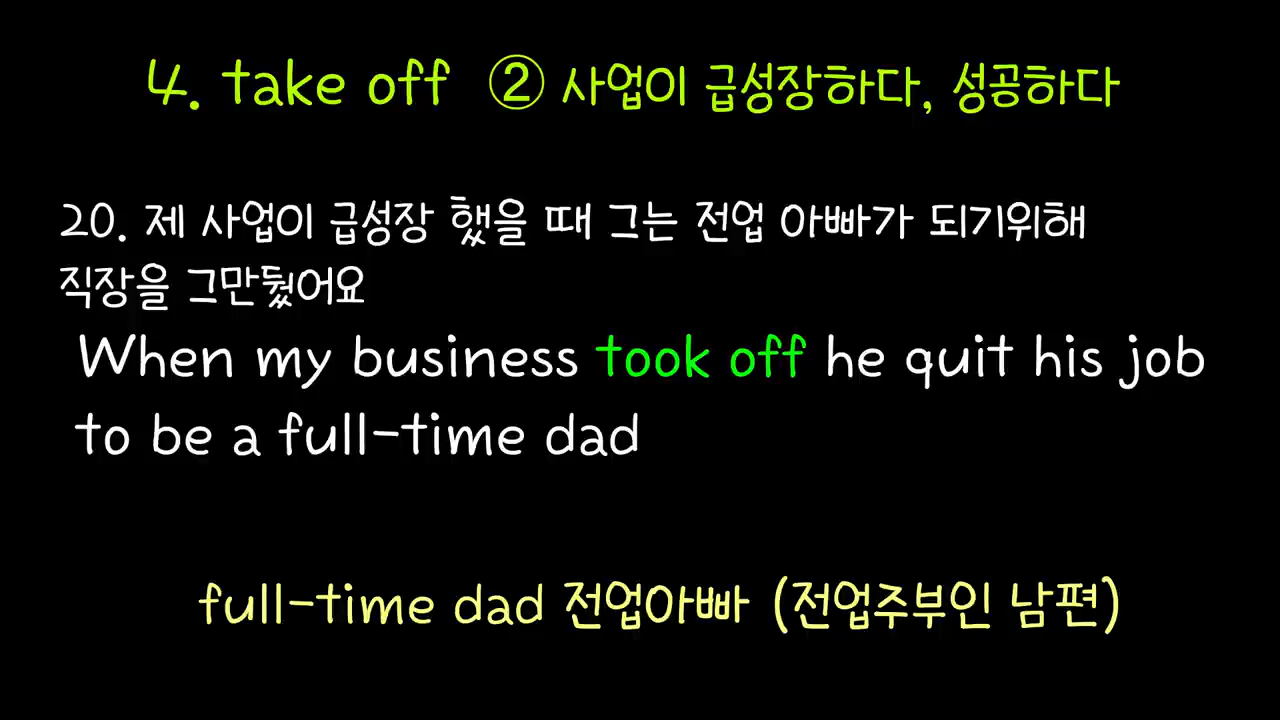 4. take off ② 사업이 급성장하다, 성공하다
20. 제 사업이 급성장 했을 때 그는 전업 아빠가 되기위해
직장을 그만뒀어요
When my business took off he quit his job
to be a full-time dad
full-time dad 전업아빠 (전업주부인 남편)